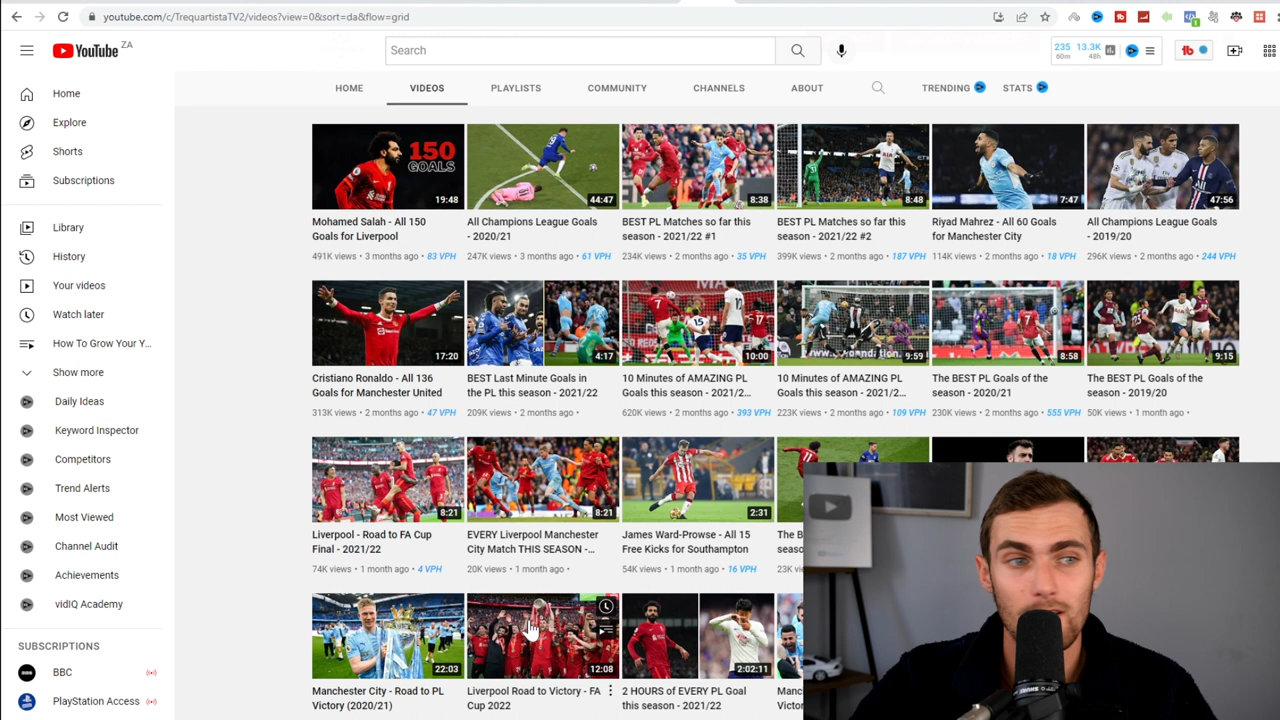 youtube.com/c/TrequartistaTV2/videos?view=0&sort=da&flow=grid
YouTube ZA
Search
235 13.3K
60m 48h
tb
HOME VIDEOS PLAYLISTS COMMUNITY CHANNELS ABOUT TRENDING STATS
Home
Explore
Shorts
Subscriptions
Library
History
Your videos
Watch later
How To Grow Your Y...
Show more
Daily Ideas
Keyword Inspector
Competitors
Trend Alerts
Most Viewed
Channel Audit
Achievements
vidIQ Academy
SUBSCRIPTIONS
BBC
PlayStation Access
150
GOALS
19:48
Mohamed Salah - All 150
Goals for Liverpool
491K views • 3 months ago • 83 VPH
44:47
All Champions League Goals
- 2020/21
247K views • 3 months ago • 61 VPH
8:38
BEST PL Matches so far this
season - 2021/22 #1
234K views • 2 months ago • 35 VPH
8:48
BEST PL Matches so far this
season - 2021/22 #2
399K views • 2 months ago • 187 VPH
7:47
Riyad Mahrez - All 60 Goals
for Manchester City
114K views • 2 months ago • 18 VPH
47:56
All Champions League Goals
- 2019/20
296K views • 2 months ago • 244 VPH
17:20
Cristiano Ronaldo - All 136
Goals for Manchester United
313K views • 2 months ago • 47 VPH
4:17
BEST Last Minute Goals in
the PL this season - 2021/22
209K views • 2 months ago •
10:00
10 Minutes of AMAZING PL
Goals this season - 2021/2...
620K views • 2 months ago • 393 VPH
9:59
10 Minutes of AMAZING PL
Goals this season - 2021/2...
223K views • 2 months ago • 109 VPH
8:58
The BEST PL Goals of the
season - 2020/21
230K views • 2 months ago • 555 VPH
9:15
The BEST PL Goals of the
season - 2019/20
50K views • 1 month ago •
8:21
Liverpool - Road to FA Cup
Final - 2021/22
74K views • 1 month ago • 4 VPH
8:21
EVERY Liverpool Manchester
City Match THIS SEASON -...
20K views • 1 month ago •
2:31
James Ward-Prowse - All 15
Free Kicks for Southampton
54K views • 1 month ago • 16 VPH
The B
seaso
23K vi
22:03
Manchester City - Road to PL
Victory (2020/21)
12:08
Liverpool Road to Victory - FA
Cup 2022
2:02:11
2 HOURS of EVERY PL Goal
this season - 2021/22
Manc
Victor